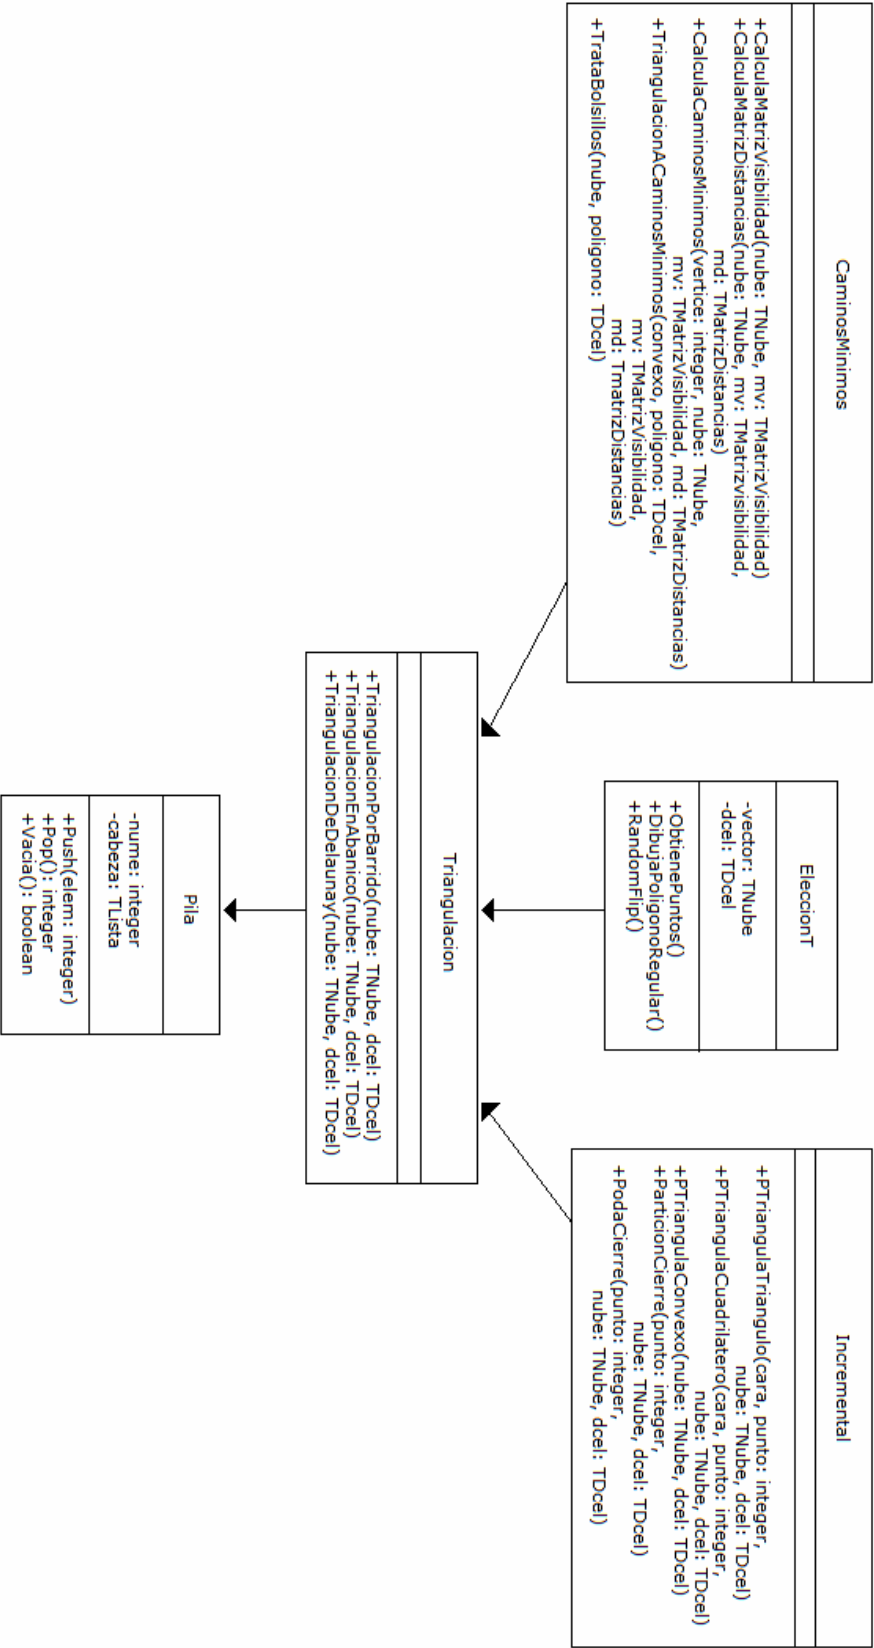 CaminosMinimos
+CalculaMatrizVisibilidad(nube: TNube, mv: TMatrizVisibilidad)
+CalculaMatrizDistancias(nube: TNube, mv: TMatrizvisibilidad,
md: TMatrizDistancias)
+CalculaCaminosMinimos(vertice: integer, nube: TNube,
mv: TMatrizVisibilidad, md: TMatrizDistancias)
+TriangulacionACaminosMinimos(convexo, poligono: TDcel,
mv: TMatrizVisibilidad,
md: TmatrizDistancias)
+TrataBolsillos(nube, poligono: TDcel)
EleccionT
-vector: TNube
-dcel: TDcel
+ObtienePuntos()
+DibujaPoligonoRegular()
+RandomFlip()
Incremental
+PTriangulaTriangulo(cara, punto: integer,
nube: TNube, dcel: TDcel)
+PTriangulaCuadrilatero(cara, punto: integer,
nube: TNube, dcel: TDcel)
+PTriangulaConvexo(nube: TNube, dcel: TDcel)
+ParticionCierre(punto: integer,
nube: TNube, dcel: TDcel)
+PodaCierre(punto: integer,
nube: TNube, dcel: TDcel)
Triangulacion
+TriangulacionPorBarrido(nube: TNube, dcel: TDcel)
+TriangulacionEnAbanico(nube: TNube, dcel: TDcel)
+TriangulacionDeDelaunay(nube: TNube, dcel: TDcel)
Pila
-nume: integer
-cabeza: TLista
+Push(elem: integer)
+Pop(): integer
+Vacia(): boolean